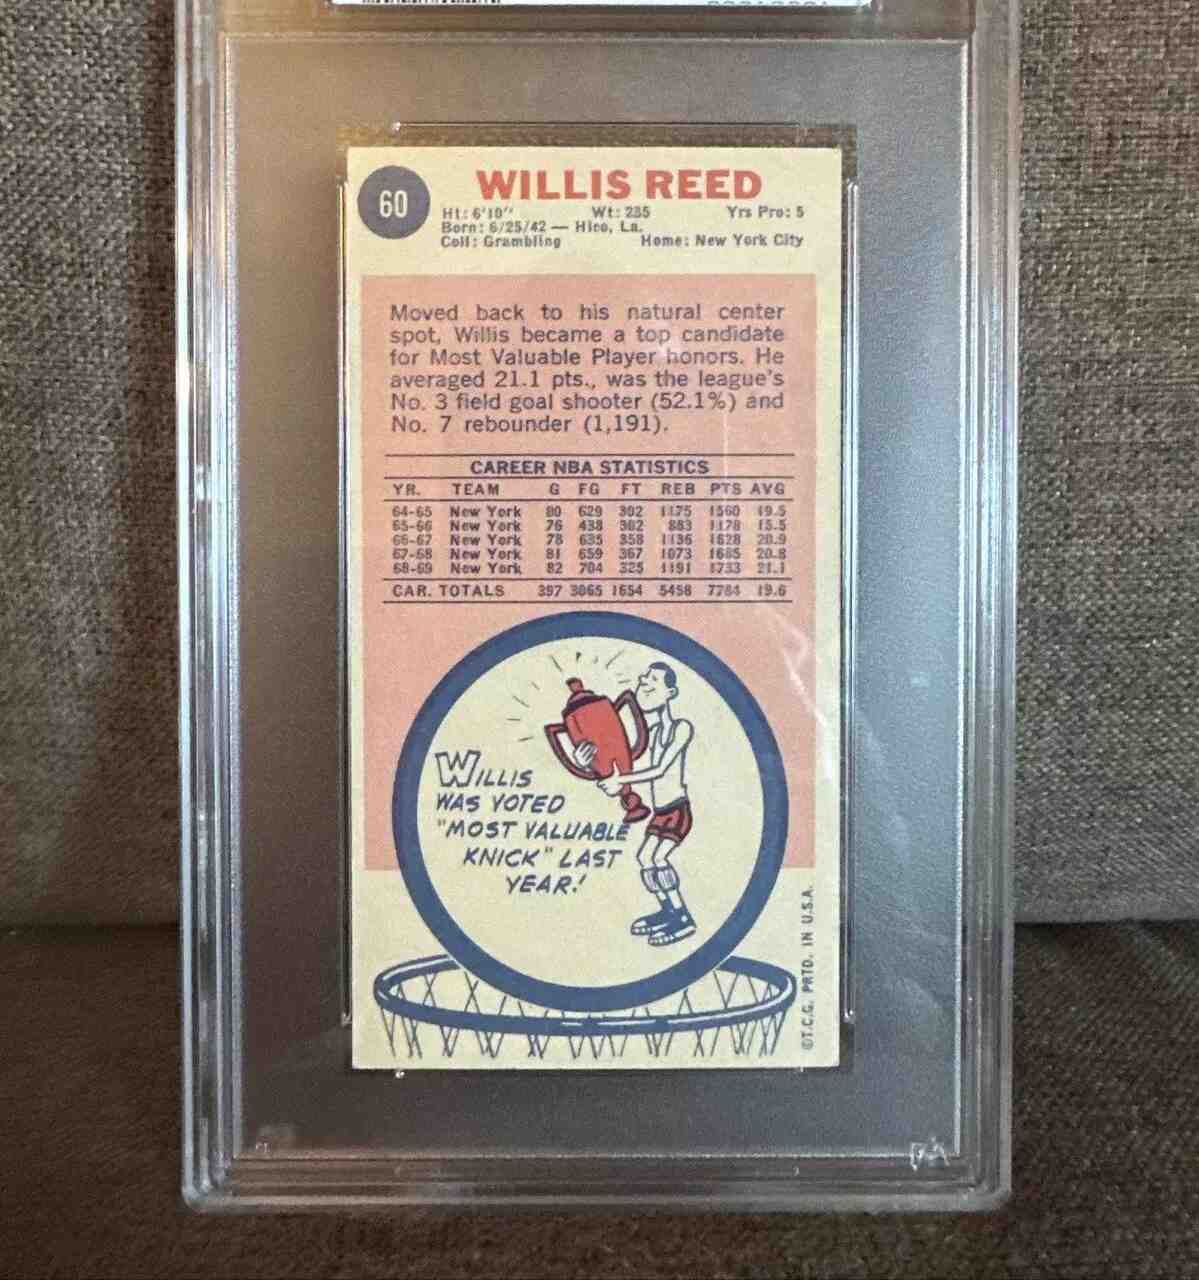 60
WILLIS REED
Ht: 6'10" Wt: 235 Yrs Pro: 5
Born: 6/25/42 — Hico, La.
Coll: Grambling Home: New York City
Moved back to his natural center
spot, Willis became a top candidate
for Most Valuable Player honors. He
averaged 21.1 pts., was the league's
No. 3 field goal shooter (52.1%) and
No. 7 rebounder (1,191).
CAREER NBA STATISTICS
YR. TEAM G FG FT REB PTS AVG
64-65 New York 80 629 302 1175 1560 19.5
65-66 New York 76 438 302 883 1178 15.5
66-67 New York 78 635 358 1136 1628 20.9
67-68 New York 81 659 367 1073 1685 20.8
68-69 New York 82 704 325 1191 1733 21.1
CAR. TOTALS 397 3065 1654 5458 7784 19.6
WILLIS
WAS VOTED
"MOST VALUABLE
KNICK" LAST
YEAR!
©T.C.G. PRTD. IN U.S.A.